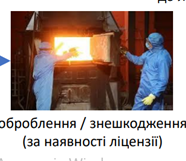 оброблення / знешкодження
(за наявності ліцензії)